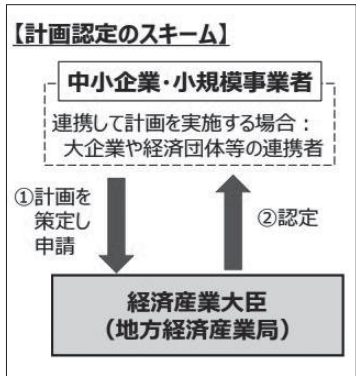 【計画認定のスキーム】
中小企業・小規模事業者
連携して計画を実施する場合：
大企業や経済団体等の連携者
①計画を
策定し
申請
②認定
経済産業大臣
（地方経済産業局）